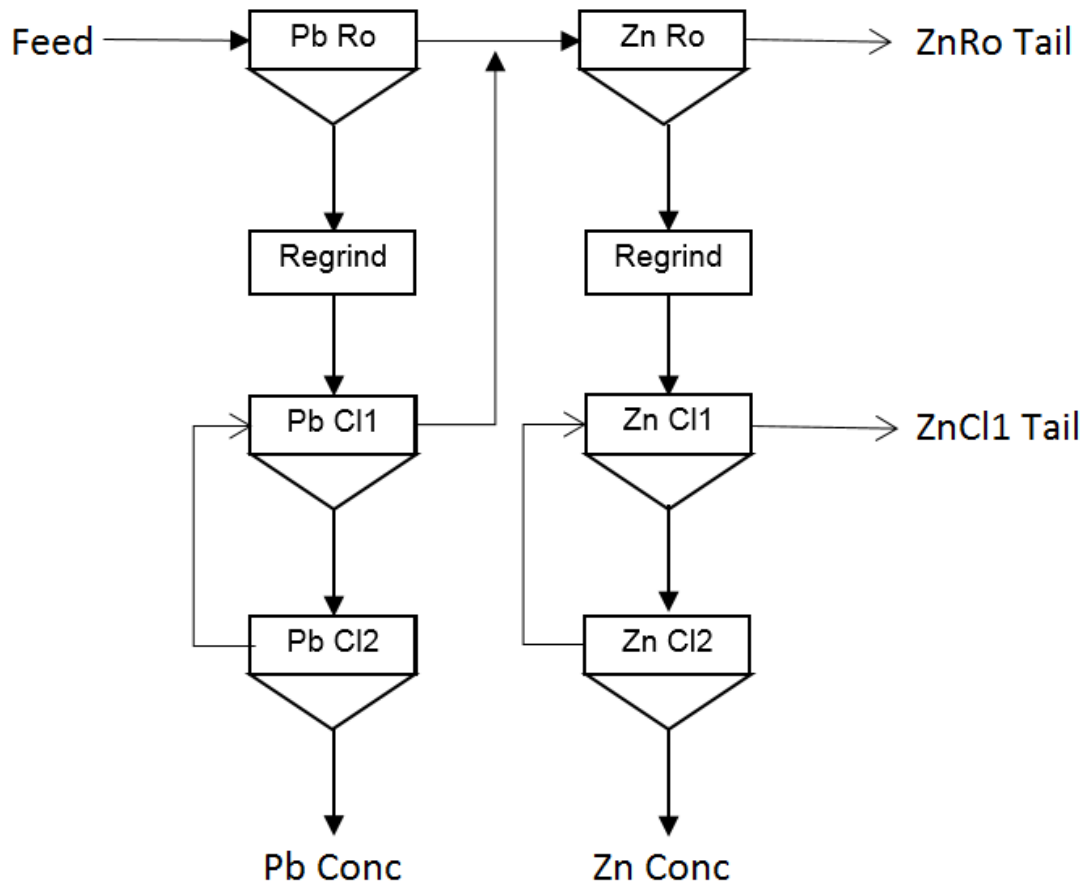 Feed
Pb Ro
Zn Ro
ZnRo Tail
Regrind
Regrind
Pb Cl1
Zn Cl1
ZnCl1 Tail
Pb Cl2
Zn Cl2
Pb Conc
Zn Conc